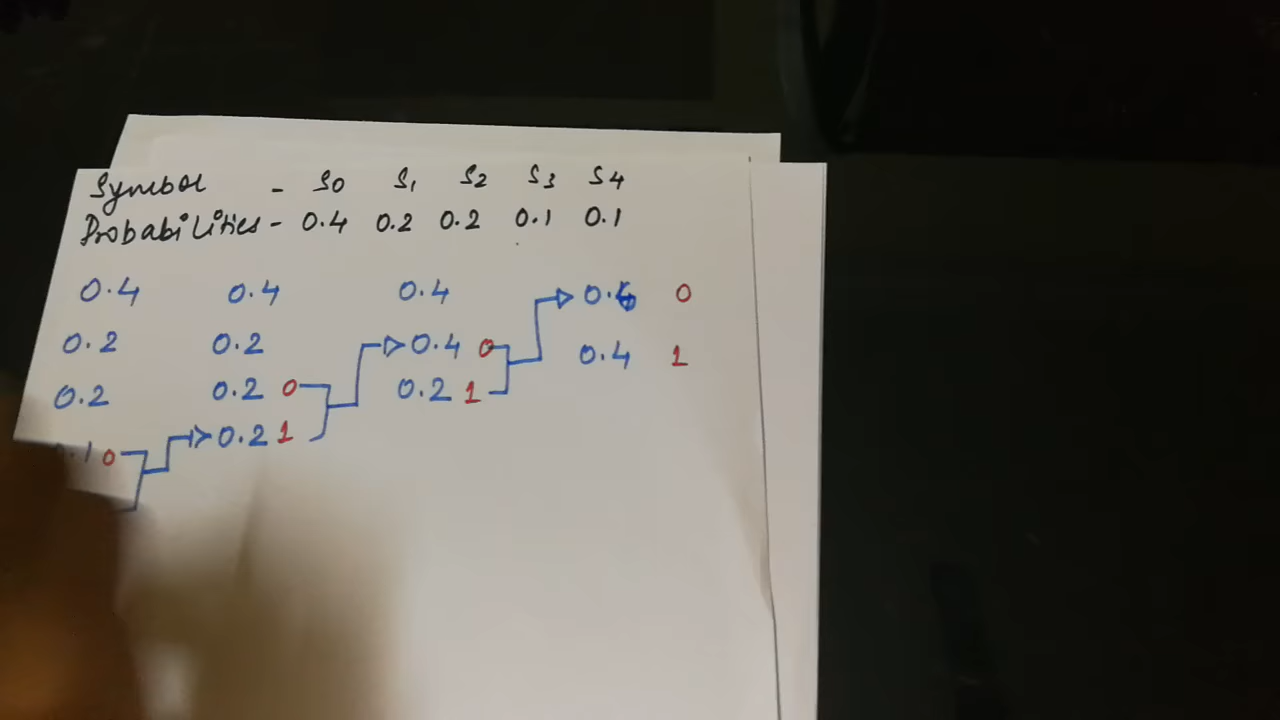 Symbol - S0 S1 S2 S3 S4
Probabilities - 0.4 0.2 0.2 0.1 0.1
0.4 0.4 0.4 0.6 0
0.2 0.2 0.4 0 0.4 1
0.2 0.2 0 0.2 1
0 0.2 1